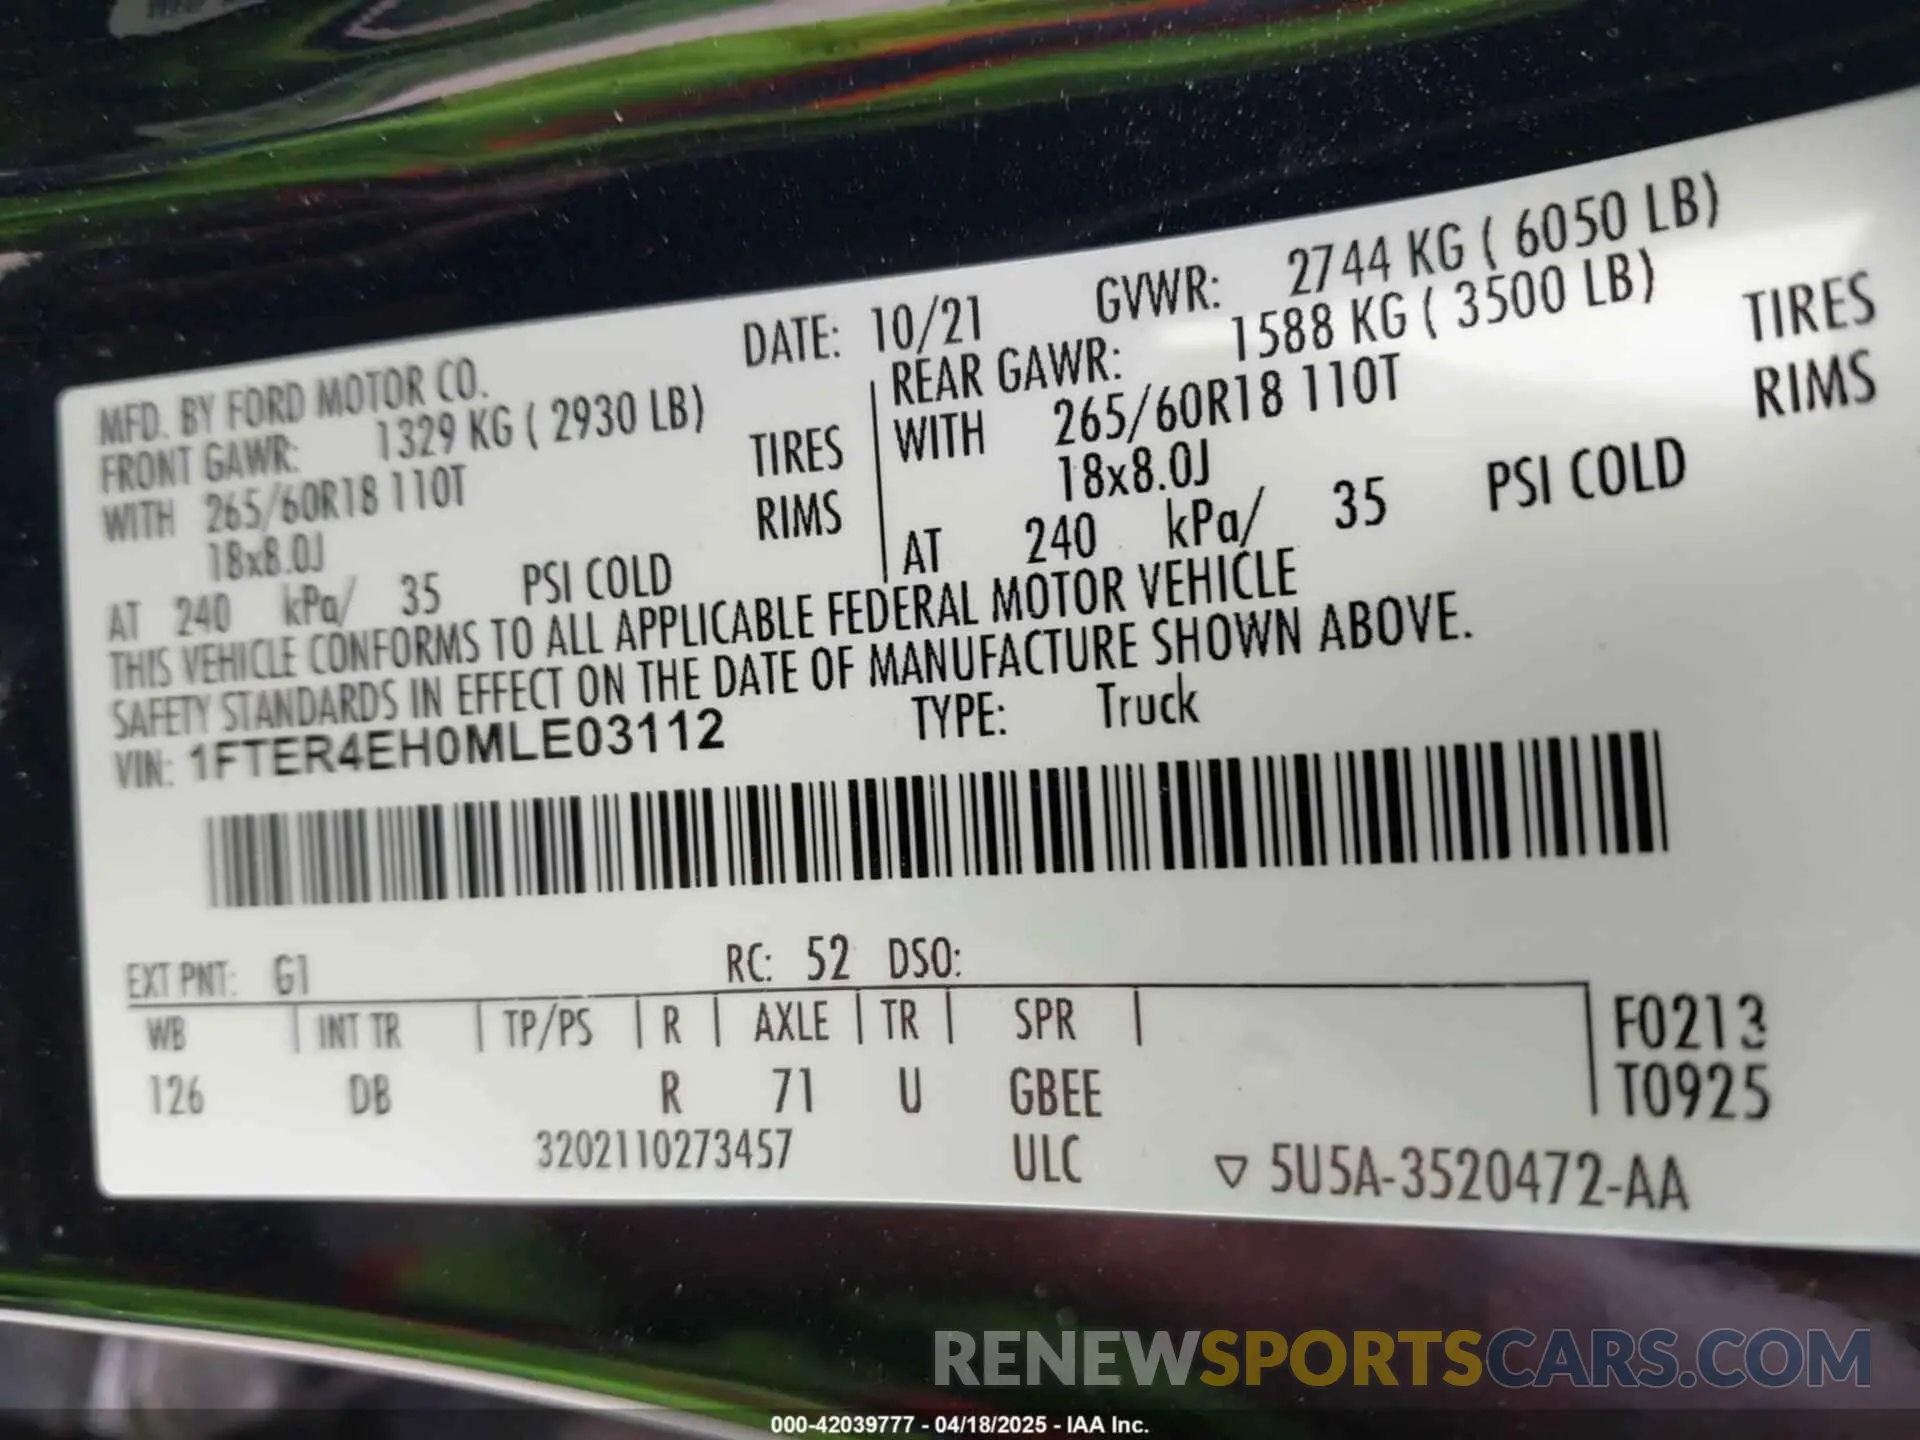 MFD. BY FORD MOTOR CO. DATE: 10/21 GVWR: 2744 KG ( 6050 LB)
FRONT GAWR: 1329 KG ( 2930 LB)
WITH 265/60R18 110T TIRES
18x8.0J RIMS
AT 240 kPa/ 35 PSI COLD
REAR GAWR: 1588 KG ( 3500 LB)
WITH 265/60R18 110T TIRES
18x8.0J RIMS
AT 240 kPa/ 35 PSI COLD
THIS VEHICLE CONFORMS TO ALL APPLICABLE FEDERAL MOTOR VEHICLE
SAFETY STANDARDS IN EFFECT ON THE DATE OF MANUFACTURE SHOWN ABOVE.
VIN: 1FTER4EH0MLE03112 TYPE: Truck
EXT PNT: G1 RC: 52 DSO:
WB INT TR TP/PS R AXLE TR SPR F0213
126 DB R 71 U GBEE T0925
3202110273457 ULC ▽ 5U5A-3520472-AA
RENEWSPORTSCARS.COM
000-42039777 - 04/18/2025 - IAA Inc.